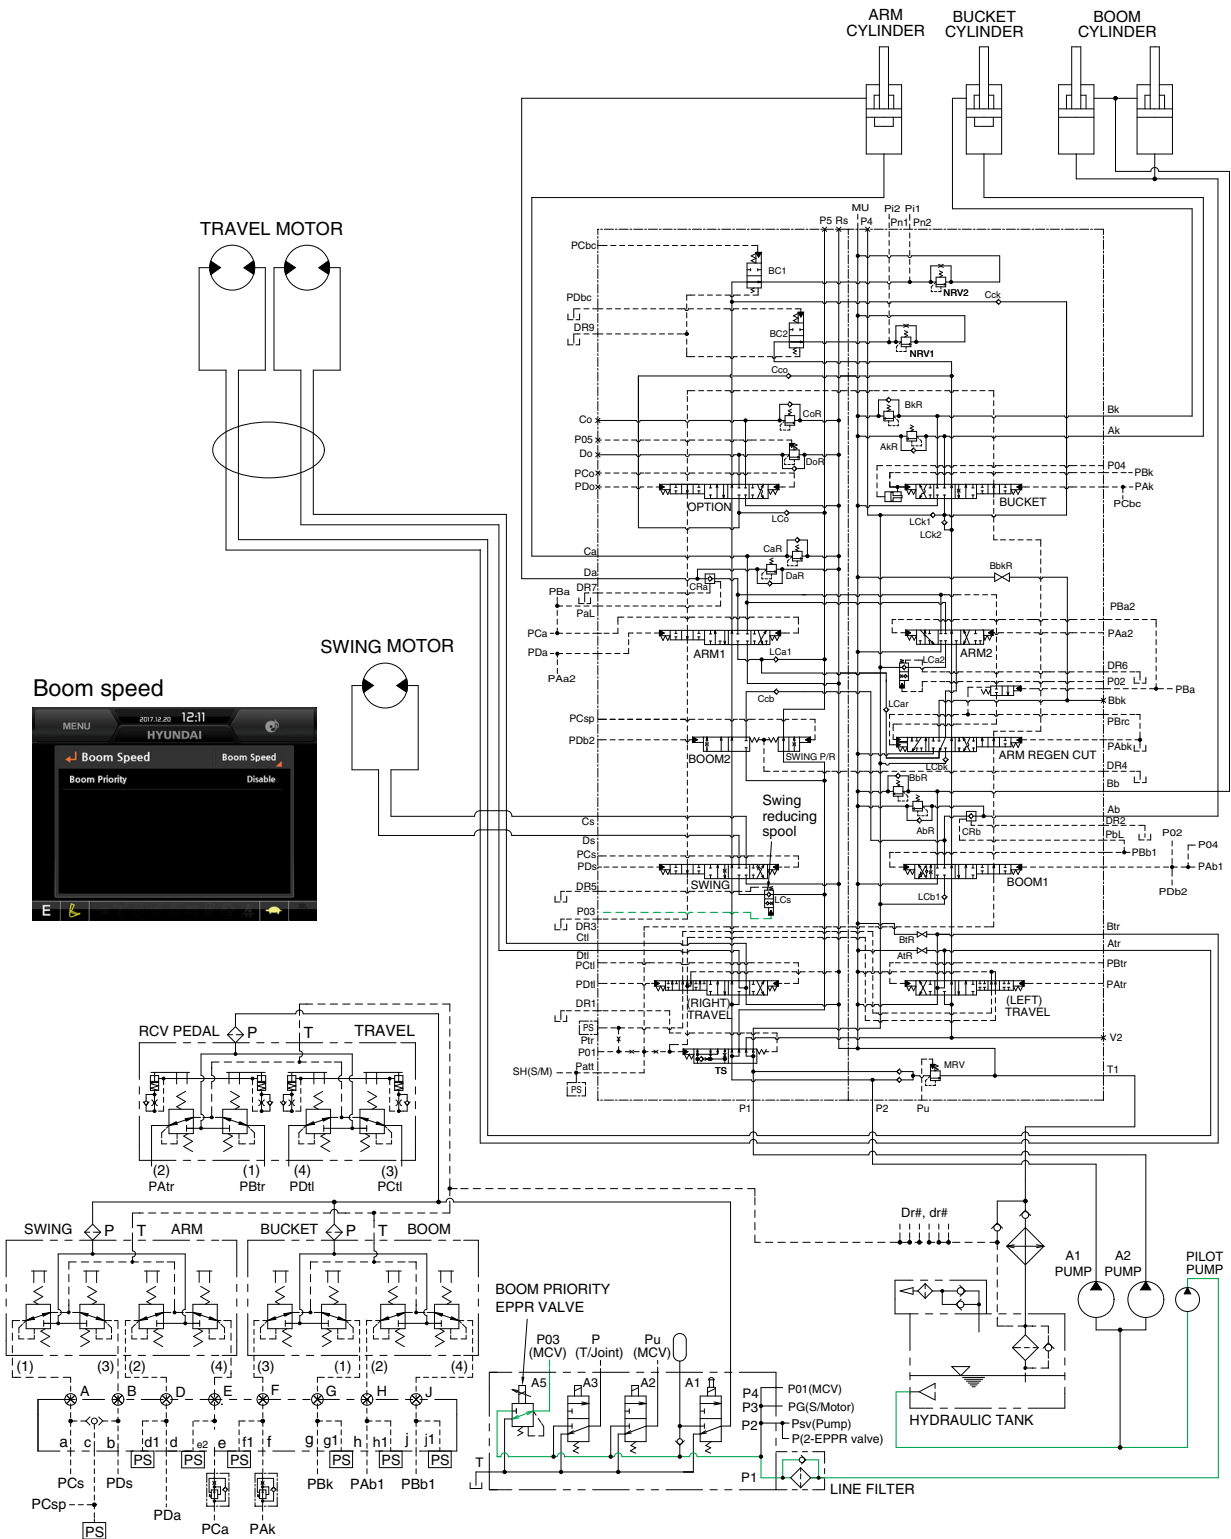 ARM
CYLINDER
BUCKET
CYLINDER
BOOM
CYLINDER
TRAVEL MOTOR
P5 Rs
MU
P4
Pi2 Pi1
Pn1 Pn2
PCbc
BC1
NRV2
Cck
PDbc
DR9
BC2
NRV1
Cco
CoR
BkR
Bk
Co
P05
Do
DoR
AkR
Ak
PCo
PDo
P04
PBk
PAk
PCbc
OPTION
BUCKET
LCo
LCk1
LCk2
CaR
Ca
Da
DaR
BbkR
DR7
CRa
PBa
PaL
PBa2
PCa
PAa2
ARM1
ARM2
PDa
PAa2
LCa1
LCa2
DR6
P02
PBa
Ccb
LCar
Bbk
PCsp
PBrc
PDb2
PAbk
BOOM2
SWING P/R
ARM REGEN CUT
LCbk
DR4
BbR
Bb
Swing
reducing
spool
AbR
CRb
Ab
DR2
PbL
P02
P04
Cs
Ds
PCs
PDs
PBb1
PAb1
SWING
BOOM1
PDb2
DR5
LCs
LCb1
P03
DR3
Ctl
Btr
BtR
Atr
Dtl
AtR
PCtl
PBtr
PDtl
PAtr
DR1
(RIGHT)
TRAVEL
(LEFT)
TRAVEL
PS
Ptr
P01
V2
TS
SH(S/M)
Patt
PS
MRV
T1
P1
P2
Pu
SWING MOTOR
Boom speed
MENU
2017.12.20 12:11
HYUNDAI
Boom Speed
Boom Speed
Boom Priority
Disable
E
RCV PEDAL
P
T
TRAVEL
(2)
(1)
(4)
(3)
PAtr
PBtr
PDtl
PCtl
SWING
P
T
ARM
BUCKET
P
T
BOOM
(1)
(3)
(2)
(4)
(3)
(1)
(2)
(4)
A
B
D
E
F
G
H
J
a
c
b
d1
d
e2
e
f1
f
g
g1
h
h1
j
j1
PS
PS
PS
PS
PS
PS
PCs
PDs
PBk
PAb1
PBb1
PCsp
PDa
PS
PCa
PAk
BOOM PRIORITY
EPPR VALVE
P03
(MCV)
P
(T/Joint)
Pu
(MCV)
A5
A3
A2
A1
P4
P3
P2
P01(MCV)
PG(S/Motor)
Psv(Pump)
P(2-EPPR valve)
T
P1
LINE FILTER
Dr#, dr#
A1
PUMP
A2
PUMP
PILOT
PUMP
HYDRAULIC TANK